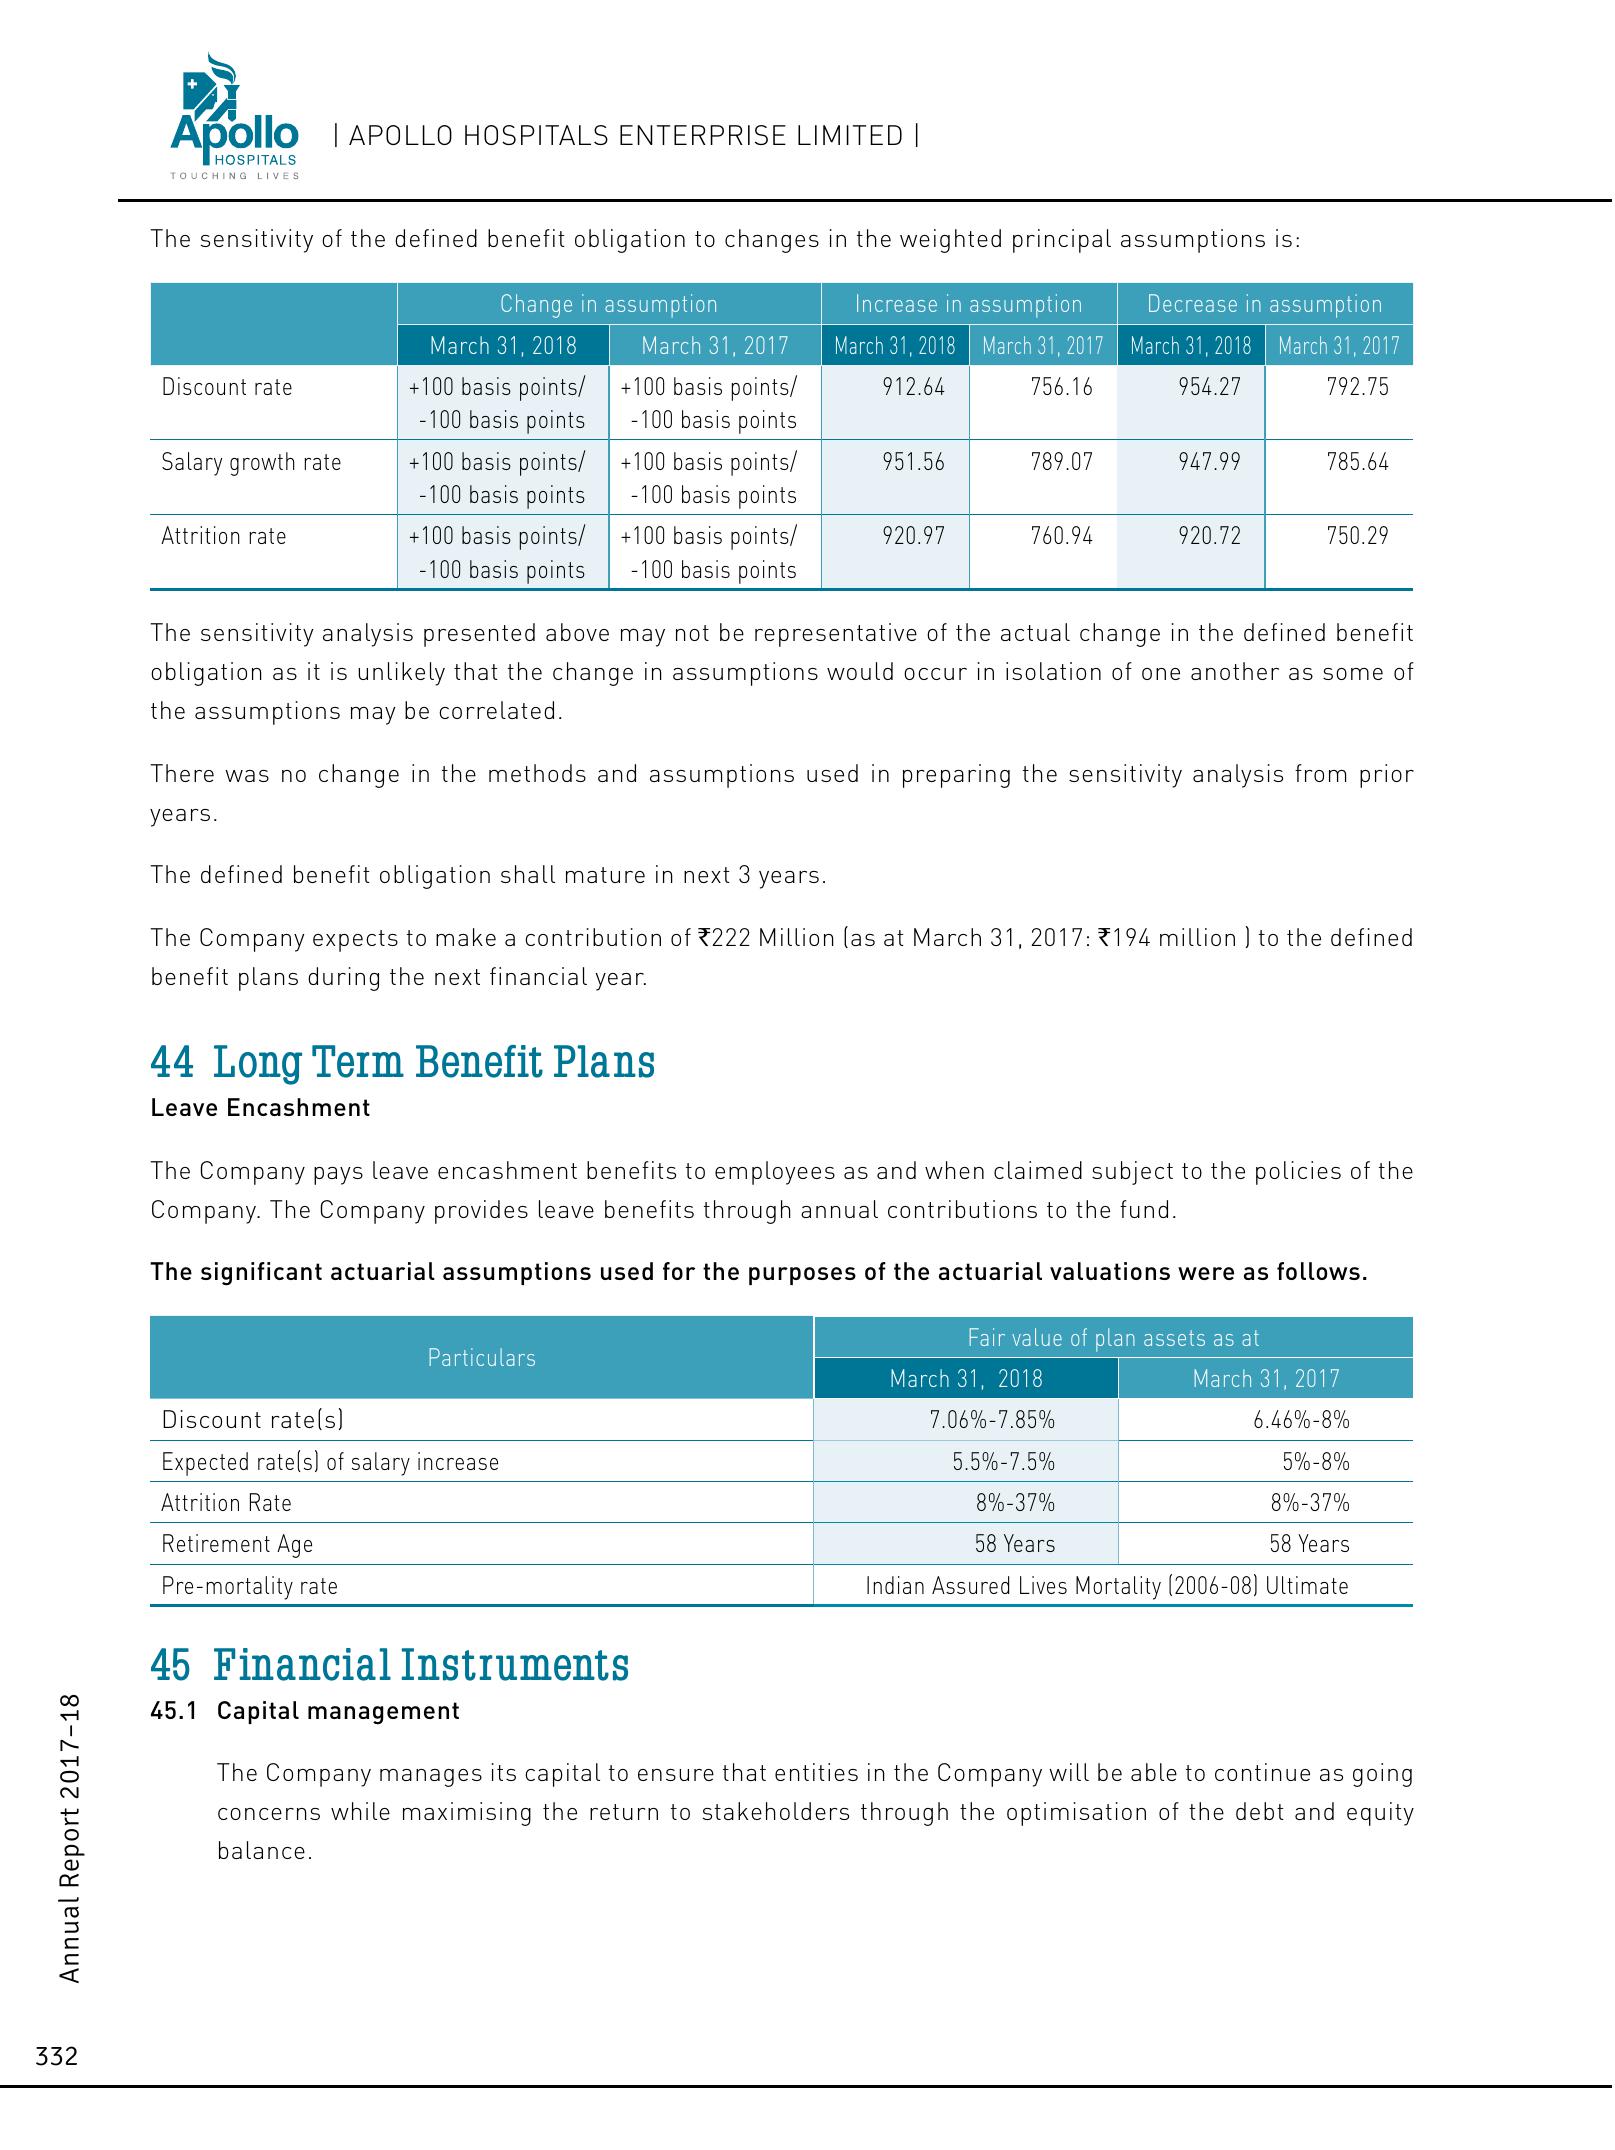 Apollo
HOSPITALS
TOUCHING LIVES
| APOLLO HOSPITALS ENTERPRISE LIMITED |
The sensitivity of the defined benefit obligation to changes in the weighted principal assumptions is:
Change in assumption Increase in assumption Decrease in assumption
March 31, 2018 March 31, 2017 March 31, 2018 March 31, 2017 March 31, 2018 March 31, 2017
Discount rate +100 basis points/ +100 basis points/ 912.64 756.16 954.27 792.75
-100 basis points -100 basis points
Salary growth rate +100 basis points/ +100 basis points/ 951.56 789.07 947.99 785.64
-100 basis points -100 basis points
Attrition rate +100 basis points/ +100 basis points/ 920.97 760.94 920.72 750.29
-100 basis points -100 basis points
The sensitivity analysis presented above may not be representative of the actual change in the defined benefit
obligation as it is unlikely that the change in assumptions would occur in isolation of one another as some of
the assumptions may be correlated.
There was no change in the methods and assumptions used in preparing the sensitivity analysis from prior
years.
The defined benefit obligation shall mature in next 3 years.
The Company expects to make a contribution of ₹222 Million (as at March 31, 2017: ₹194 million ) to the defined
benefit plans during the next financial year.
44 Long Term Benefit Plans
Leave Encashment
The Company pays leave encashment benefits to employees as and when claimed subject to the policies of the
Company. The Company provides leave benefits through annual contributions to the fund.
The significant actuarial assumptions used for the purposes of the actuarial valuations were as follows.
Particulars Fair value of plan assets as at
March 31, 2018 March 31, 2017
Discount rate(s) 7.06%-7.85% 6.46%-8%
Expected rate(s) of salary increase 5.5%-7.5% 5%-8%
Attrition Rate 8%-37% 8%-37%
Retirement Age 58 Years 58 Years
Pre-mortality rate Indian Assured Lives Mortality (2006-08) Ultimate
45 Financial Instruments
45.1 Capital management
The Company manages its capital to ensure that entities in the Company will be able to continue as going
concerns while maximising the return to stakeholders through the optimisation of the debt and equity
balance.
Annual Report 2017–18
332